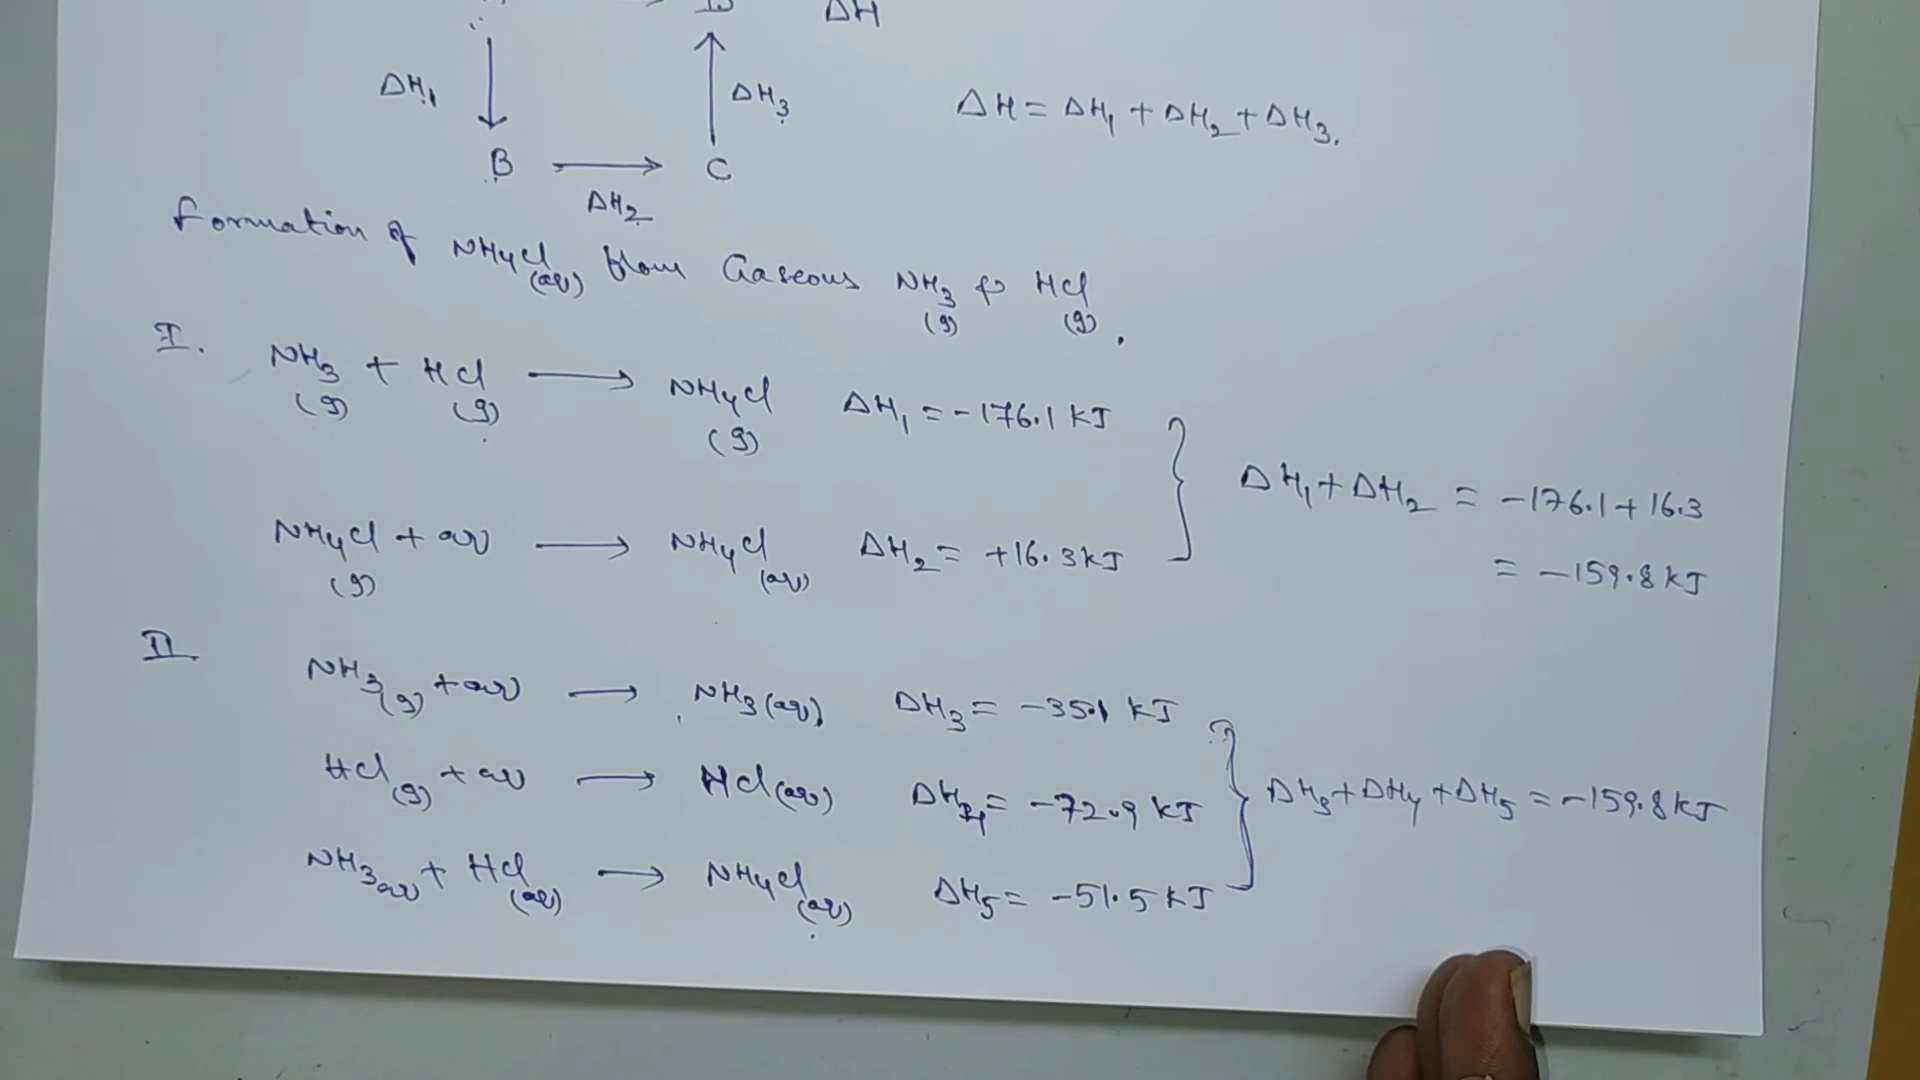 ΔH
ΔH₁ ΔH₃ ΔH = ΔH₁ + ΔH₂ + ΔH₃.
B ⟶ C
ΔH₂
Formation of NH₄Cl(aq) from Gaseous NH₃(g) & HCl(g).
I. NH₃(g) + HCl(g) ⟶ NH₄Cl(g) ΔH₁ = -176.1 kJ
ΔH₁ + ΔH₂ = -176.1 + 16.3
NH₄Cl(g) + aq ⟶ NH₄Cl(aq) ΔH₂ = +16.3 kJ
= -159.8 kJ
II
NH₃(g) + aq ⟶ NH₃(aq) ΔH₃ = -35.1 kJ
HCl(g) + aq ⟶ HCl(aq) ΔH₄ = -72.9 kJ ΔH₃ + ΔH₄ + ΔH₅ = -159.8 kJ
NH₃aq + HCl(aq) ⟶ NH₄Cl(aq) ΔH₅ = -51.5 kJ